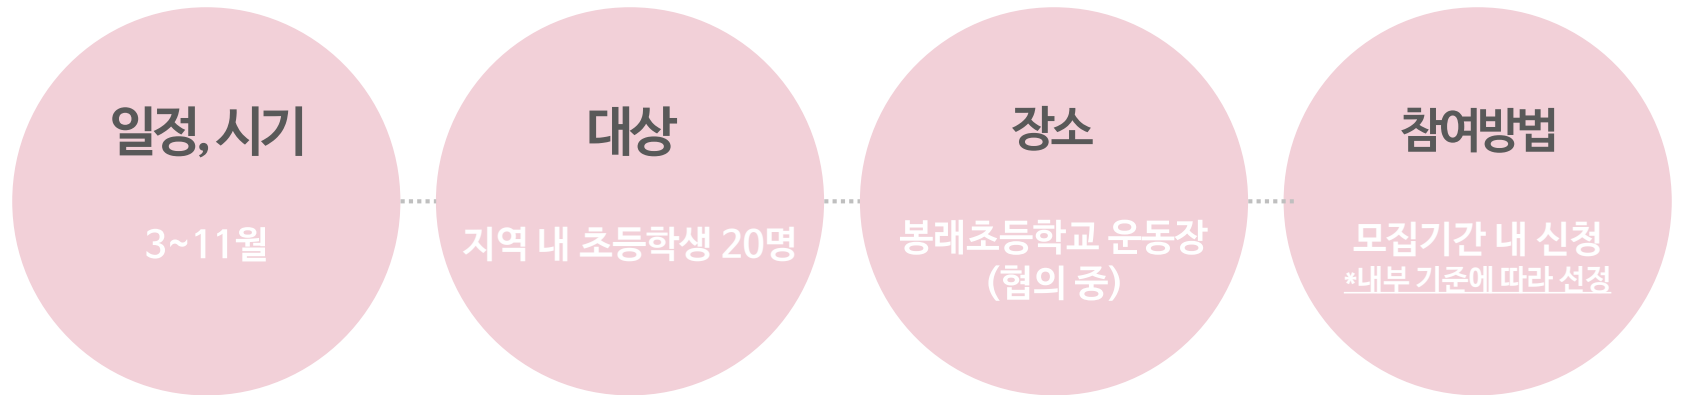 일정, 시기
3~11월
대상
지역 내 초등학생 20명
장소
봉래초등학교 운동장
(협의 중)
참여방법
모집기간 내 신청
*내부 기준에 따라 선정